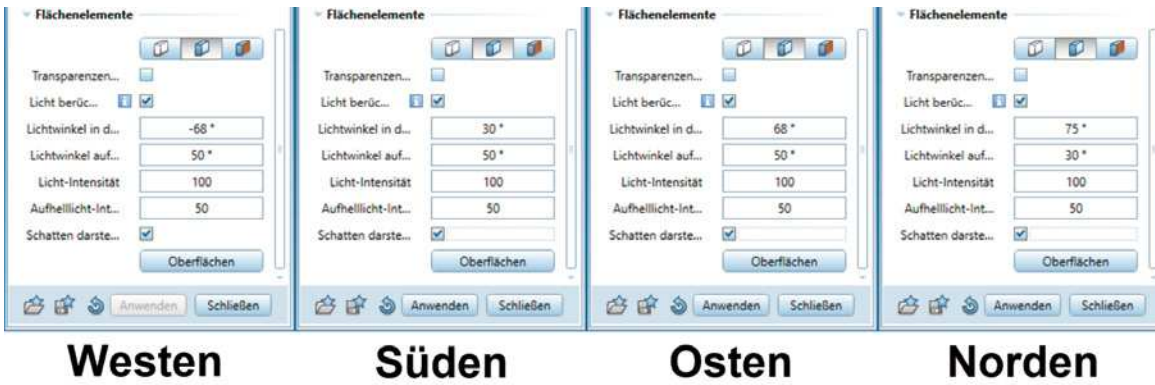 Flächenelemente
Transparenzen...
Licht berüc...
Lichtwinkel in d... -68 °
Lichtwinkel auf... 50 °
Licht-Intensität 100
Aufhelllicht-Int... 50
Schatten darste...
Oberflächen
Anwenden Schließen
Westen
Flächenelemente
Transparenzen...
Licht berüc...
Lichtwinkel in d... 30 °
Lichtwinkel auf... 50 °
Licht-Intensität 100
Aufhelllicht-Int... 50
Schatten darste...
Oberflächen
Anwenden Schließen
Süden
Flächenelemente
Transparenzen...
Licht berüc...
Lichtwinkel in d... 68 °
Lichtwinkel auf... 50 °
Licht-Intensität 100
Aufhelllicht-Int... 50
Schatten darste...
Oberflächen
Anwenden Schließen
Osten
Flächenelemente
Transparenzen...
Licht berüc...
Lichtwinkel in d... 75 °
Lichtwinkel auf... 30 °
Licht-Intensität 100
Aufhelllicht-Int... 50
Schatten darste...
Oberflächen
Anwenden Schließen
Norden